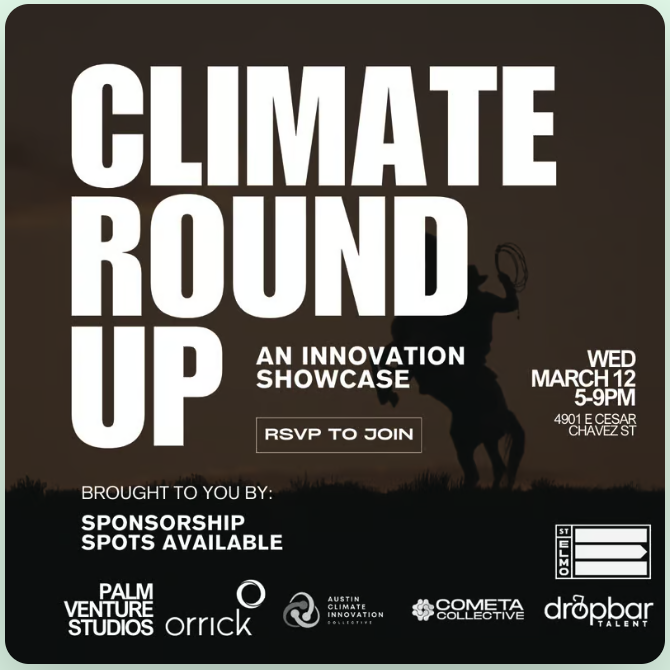 CLIMATE
ROUND
UP
AN INNOVATION
SHOWCASE
RSVP TO JOIN
WED
MARCH 12
5-9PM
4901 E CESAR
CHAVEZ ST
BROUGHT TO YOU BY:
SPONSORSHIP
SPOTS AVAILABLE
ST
ELMO
PALM
VENTURE
STUDIOS
orrick
AUSTIN
CLIMATE
INNOVATION
COLLECTIVE
COMETA
COLLECTIVE
dropbar
TALENT